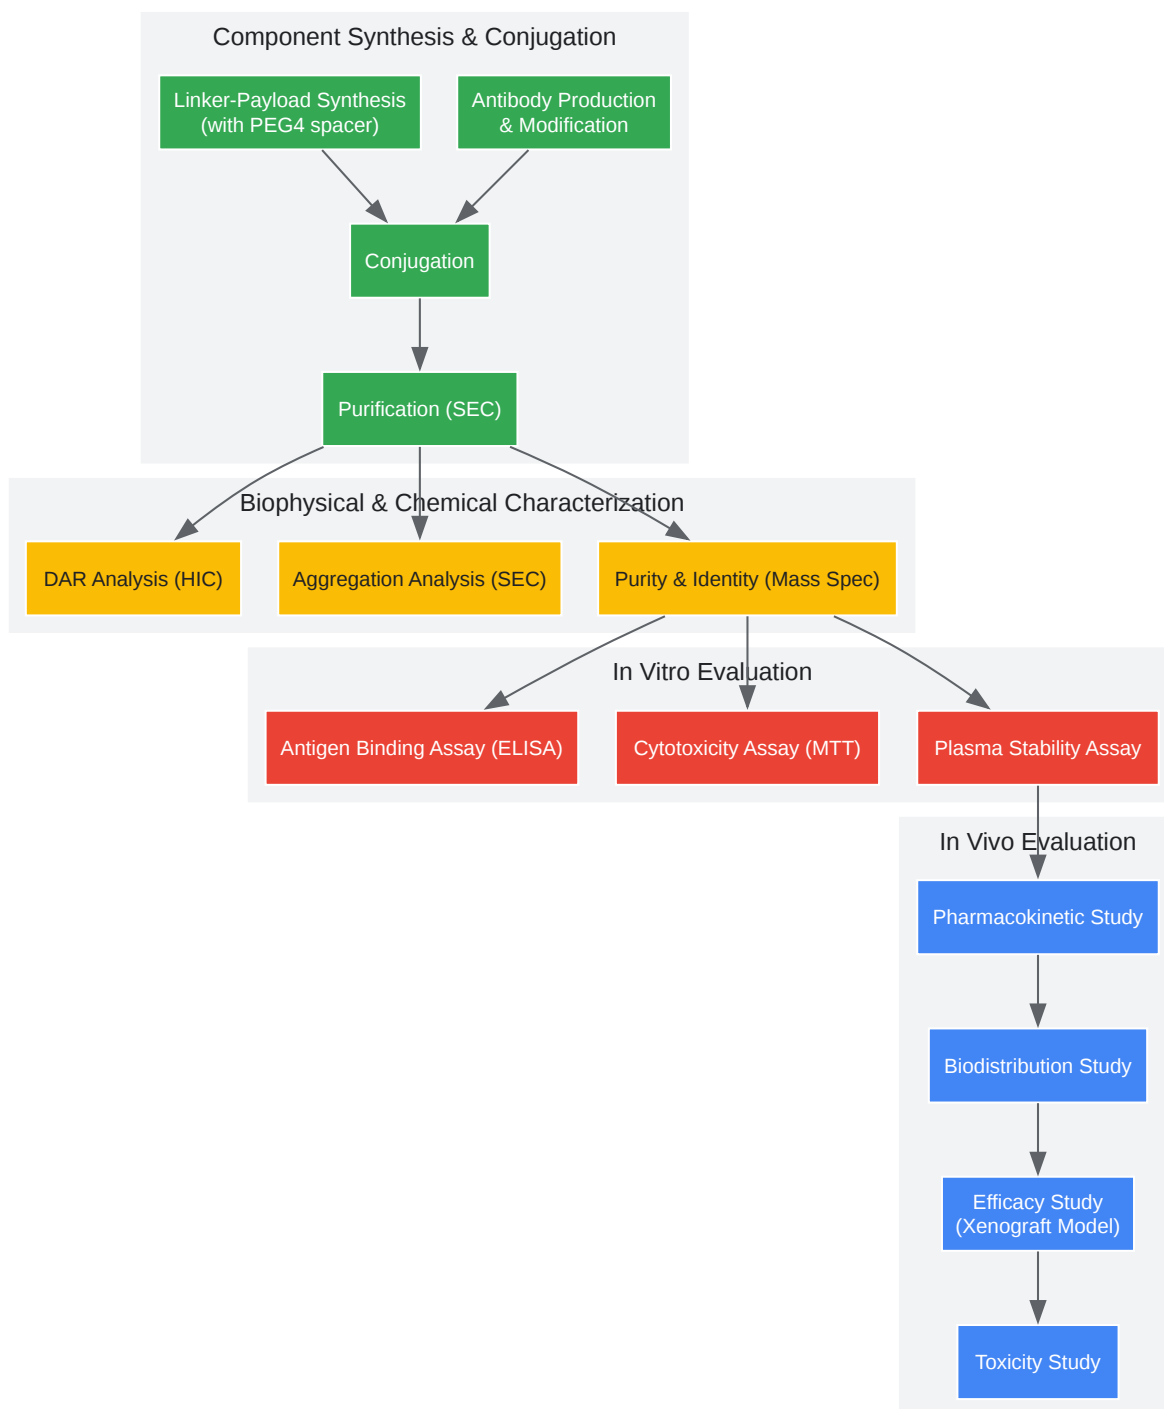 Component Synthesis & Conjugation
Linker-Payload Synthesis
(with PEG4 spacer)
Antibody Production
& Modification
Conjugation
Purification (SEC)
Biophysical & Chemical Characterization
DAR Analysis (HIC)
Aggregation Analysis (SEC)
Purity & Identity (Mass Spec)
In Vitro Evaluation
Antigen Binding Assay (ELISA)
Cytotoxicity Assay (MTT)
Plasma Stability Assay
In Vivo Evaluation
Pharmacokinetic Study
Biodistribution Study
Efficacy Study
(Xenograft Model)
Toxicity Study